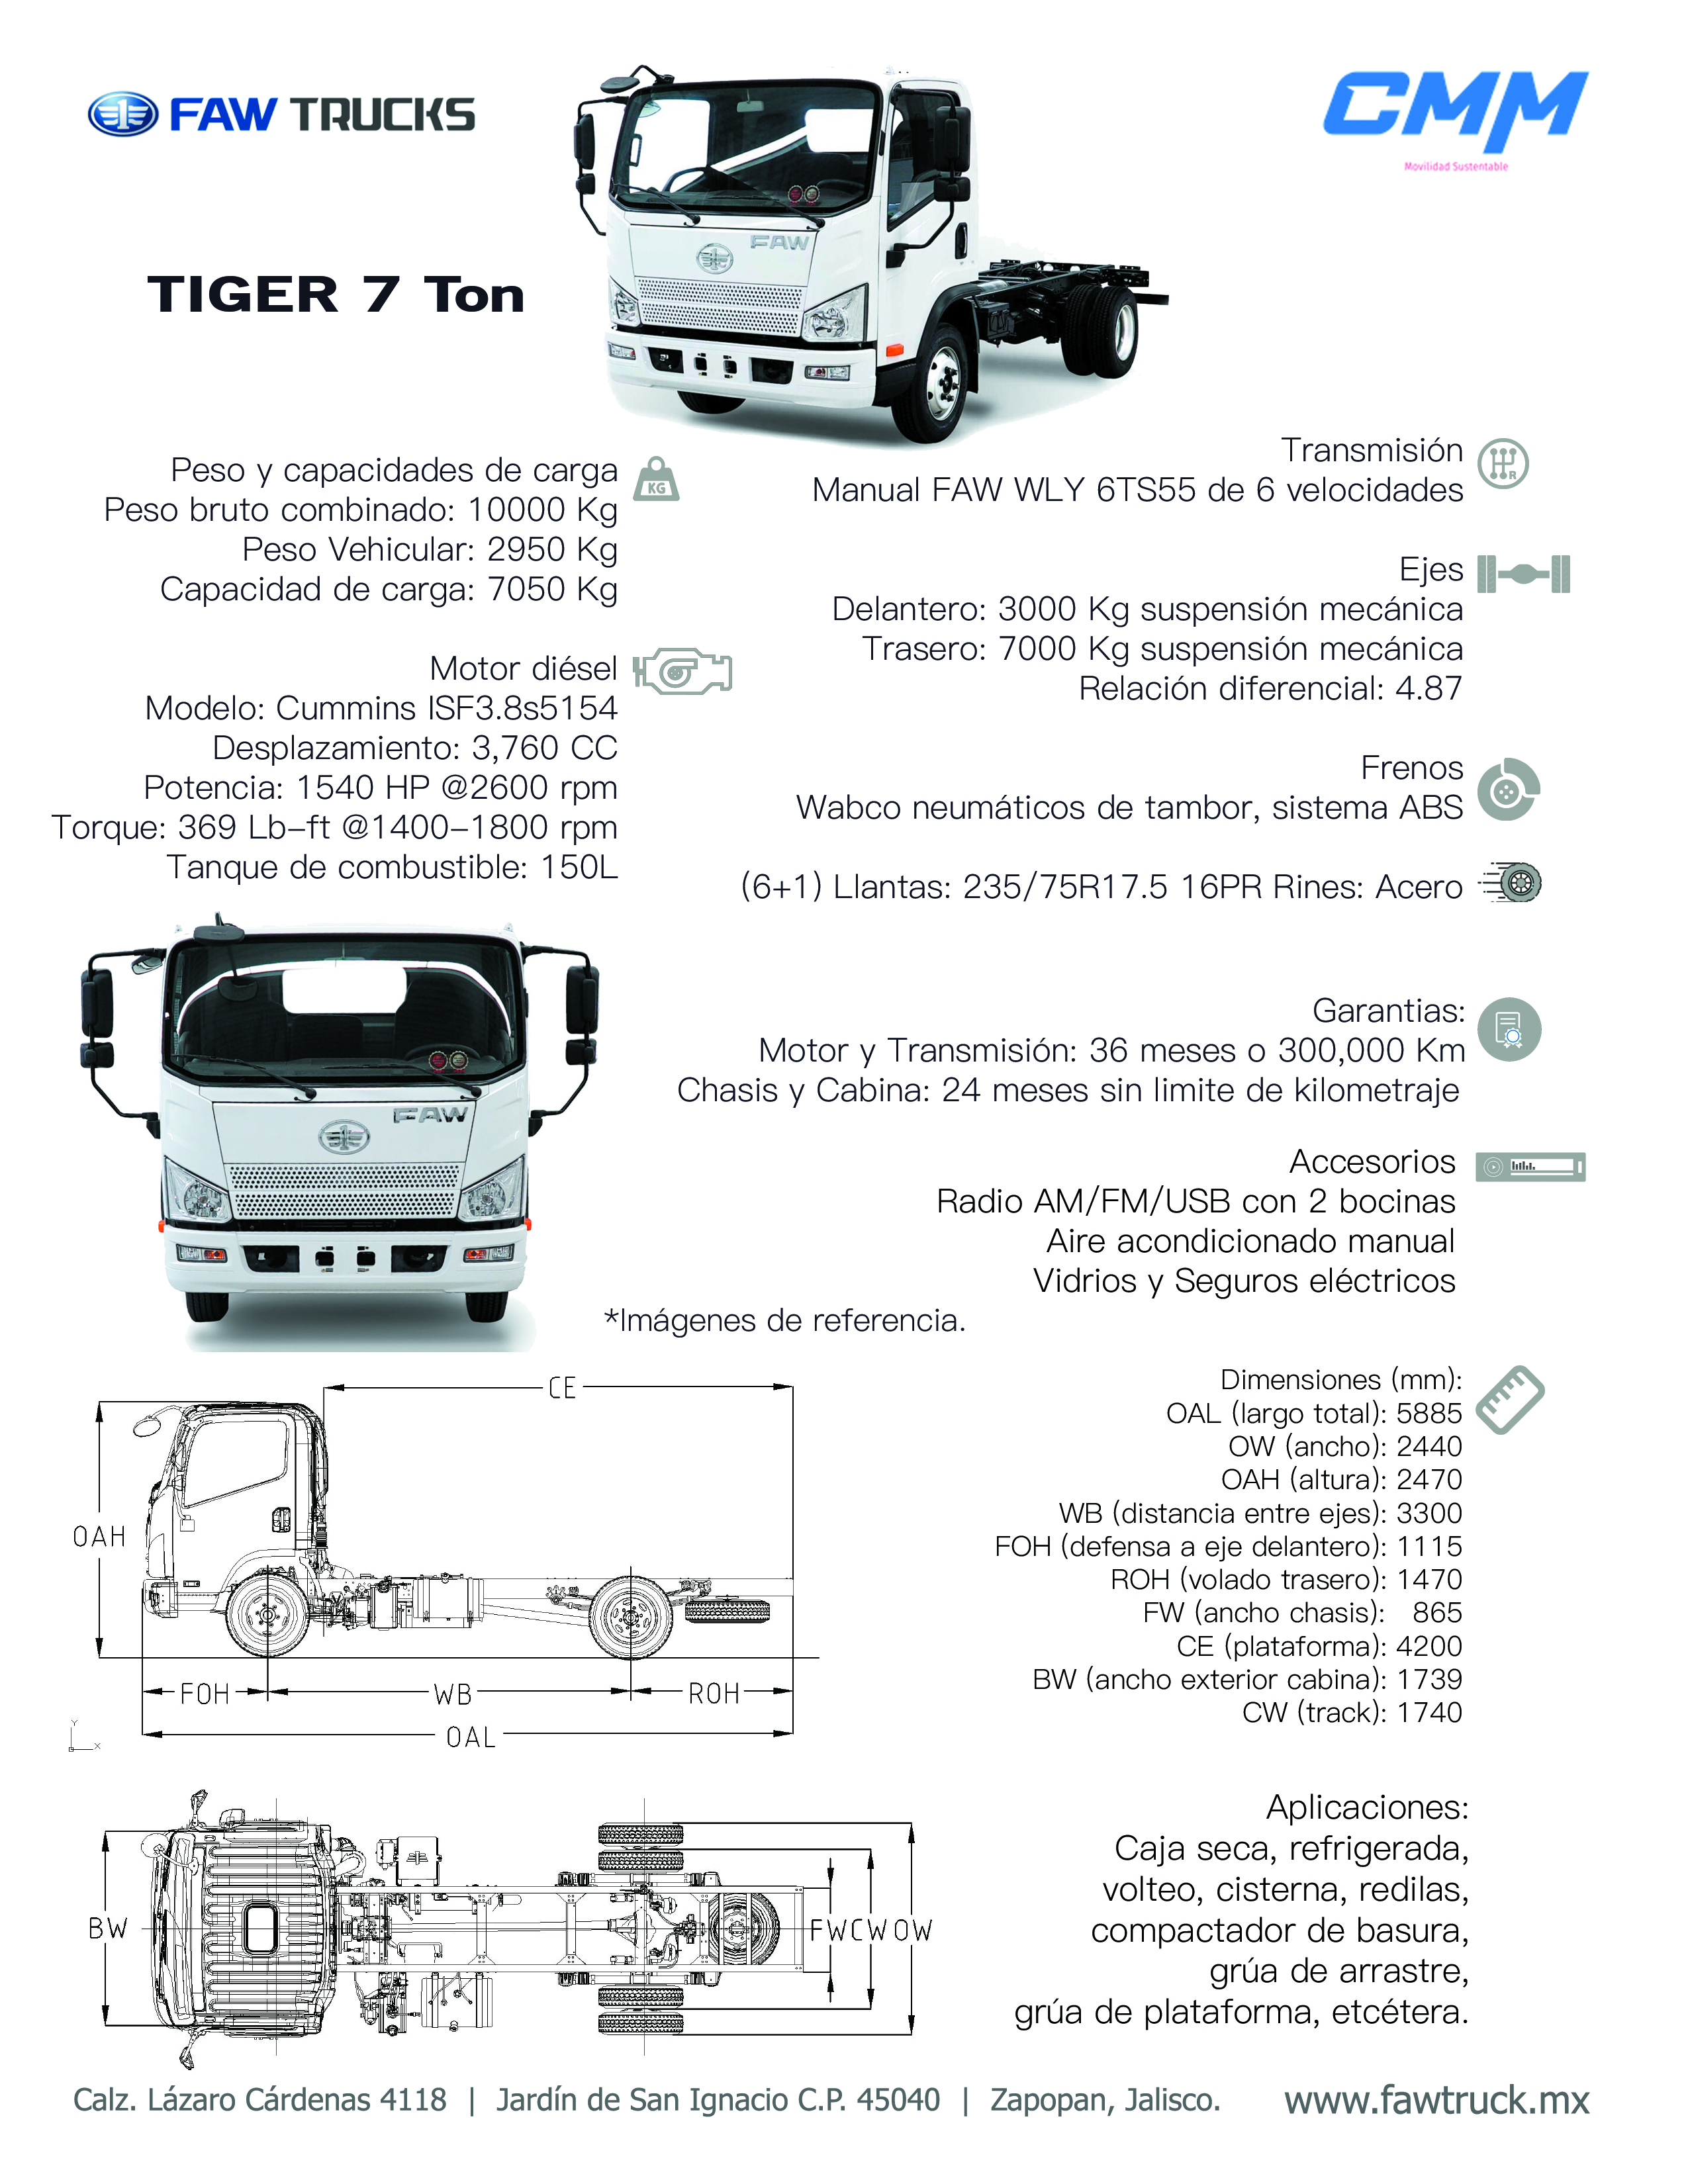 FAW TRUCKS
CMM
Movilidad Sustentable
FAW
TIGER 7 Ton
Peso y capacidades de carga
KG
Peso bruto combinado: 10000 Kg
Peso Vehicular: 2950 Kg
Capacidad de carga: 7050 Kg
Motor diésel
Modelo: Cummins ISF3.8s5154
Desplazamiento: 3,760 CC
Potencia: 1540 HP @2600 rpm
Torque: 369 Lb-ft @1400-1800 rpm
Tanque de combustible: 150L
Transmisión
R
Manual FAW WLY 6TS55 de 6 velocidades
Ejes
Delantero: 3000 Kg suspensión mecánica
Trasero: 7000 Kg suspensión mecánica
Relación diferencial: 4.87
Frenos
Wabco neumáticos de tambor, sistema ABS
(6+1) Llantas: 235/75R17.5 16PR Rines: Acero
FAW
Garantias:
Motor y Transmisión: 36 meses o 300,000 Km
Chasis y Cabina: 24 meses sin limite de kilometraje
Accesorios
Radio AM/FM/USB con 2 bocinas
Aire acondicionado manual
Vidrios y Seguros eléctricos
*Imágenes de referencia.
CE
OAH
FOH
WB
ROH
OAL
Y
X
Dimensiones (mm):
OAL (largo total): 5885
OW (ancho): 2440
OAH (altura): 2470
WB (distancia entre ejes): 3300
FOH (defensa a eje delantero): 1115
ROH (volado trasero): 1470
FW (ancho chasis): 865
CE (plataforma): 4200
BW (ancho exterior cabina): 1739
CW (track): 1740
BW
FW CW OW
Aplicaciones:
Caja seca, refrigerada,
volteo, cisterna, redilas,
compactador de basura,
grúa de arrastre,
grúa de plataforma, etcétera.
Calz. Lázaro Cárdenas 4118 | Jardín de San Ignacio C.P. 45040 | Zapopan, Jalisco.
www.fawtruck.mx